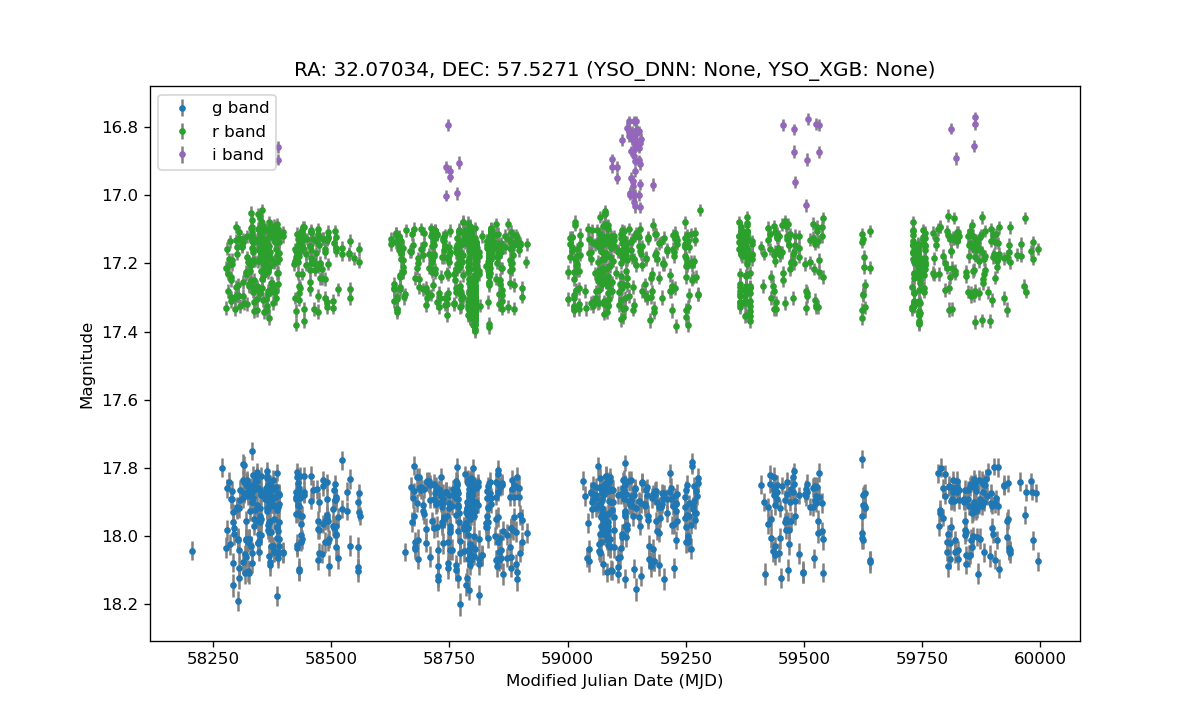 RA: 32.07034, DEC: 57.5271 (YSO_DNN: None, YSO_XGB: None)
g band
r band
i band
Magnitude
16.8
17.0
17.2
17.4
17.6
17.8
18.0
18.2
58250
58500
58750
59000
59250
59500
59750
60000
Modified Julian Date (MJD)